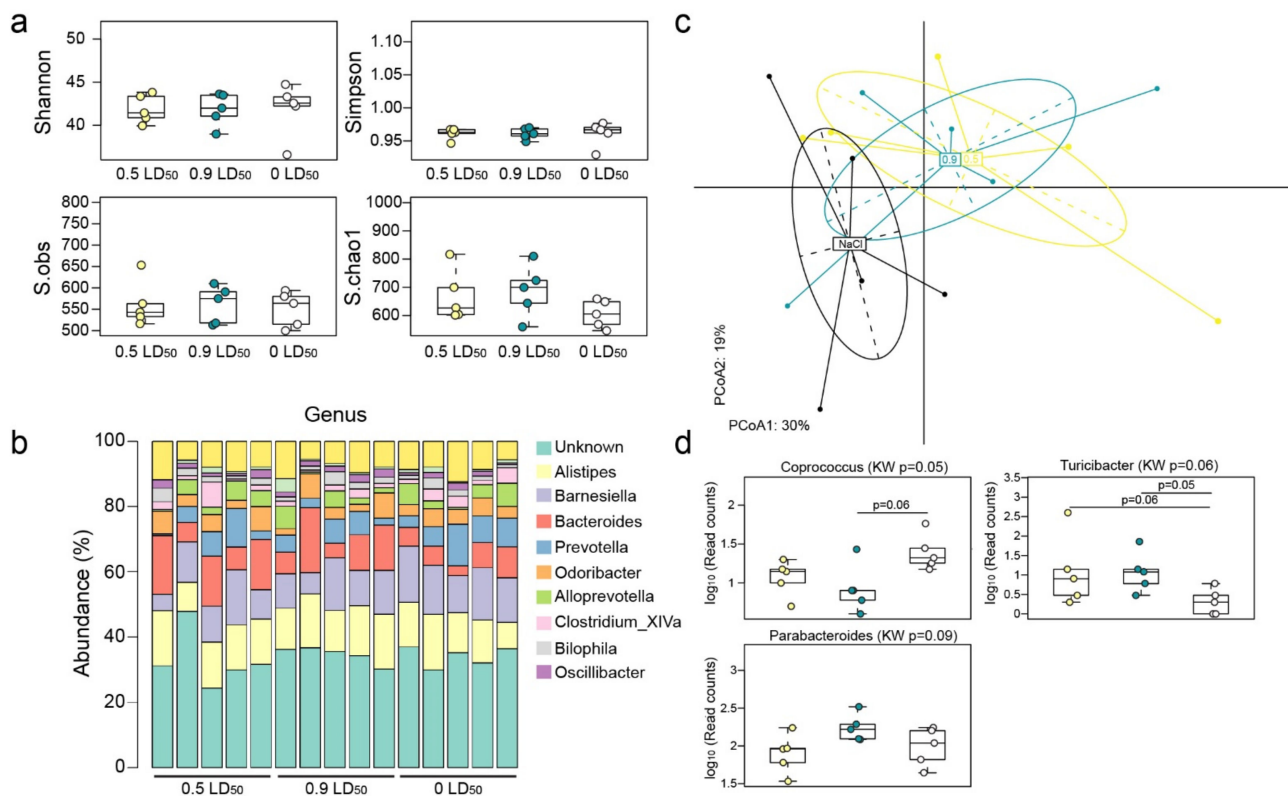 a
Shannon
50
45
40
0.5 LD50 0.9 LD50 0 LD50
Simpson
1.10
1.05
1.00
0.95
0.5 LD50 0.9 LD50 0 LD50
S.obs
800
750
700
650
600
550
500
0.5 LD50 0.9 LD50 0 LD50
S.chao1
1000
900
800
700
600
0.5 LD50 0.9 LD50 0 LD50
b
Genus
Abundance (%)
100
80
60
40
20
0
0.5 LD50 0.9 LD50 0 LD50
Unknown
Alistipes
Barnesiella
Bacteroides
Prevotella
Odoribacter
Alloprevotella
Clostridium_XIVa
Bilophila
Oscillibacter
c
0.9 0.5
NaCl
PCoA2: 19%
PCoA1: 30%
d
Coprococcus (KW p=0.05)
log10 (Read counts)
2
1.5
1
p=0.06
Turicibacter (KW p=0.06)
log10 (Read counts)
3.5
3
2.5
2
1.5
1
0.5
0
p=0.05
p=0.06
Parabacteroides (KW p=0.09)
log10 (Read counts)
3
2.5
2
1.5